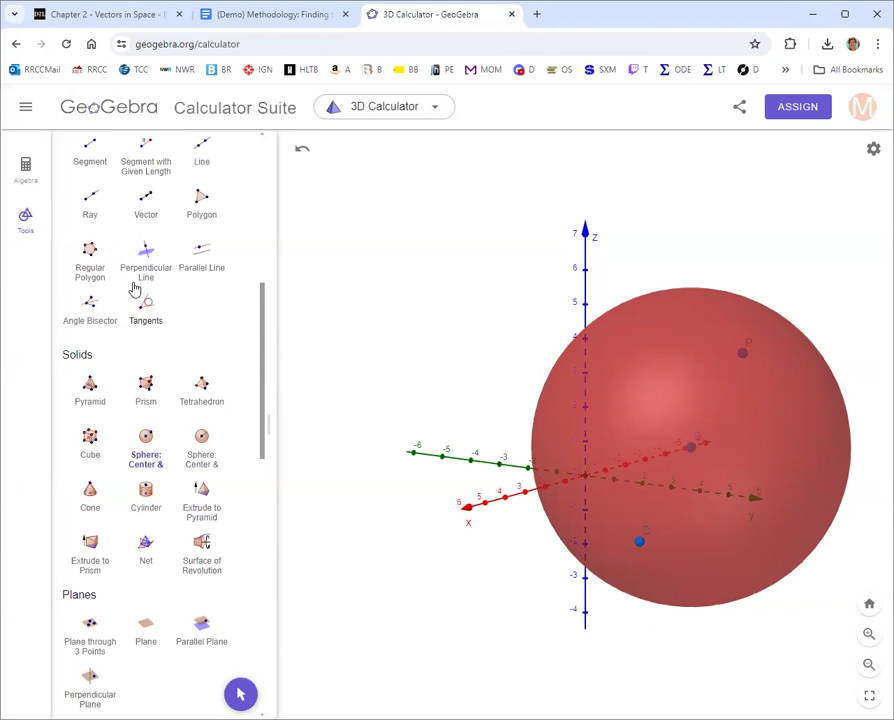 Chapter 2 - Vectors in Space -
(Demo) Methodology: Finding
3D Calculator - GeoGebra
geogebra.org/calculator
RRCCMail
RRCC
TCC
NWR
BR
IGN
HLTB
A
B
BB
PE
MOM
D
OS
SXM
T
ODE
LT
D
All Bookmarks
GeoGebra
Calculator Suite
3D Calculator
ASSIGN
M
Algebra
Tools
Segment
Segment with
Given Length
Line
Ray
Vector
Polygon
Regular
Polygon
Perpendicular
Line
Parallel Line
Angle Bisector
Tangents
Solids
Pyramid
Prism
Tetrahedron
Cube
Sphere:
Center &
Sphere:
Center &
Cone
Cylinder
Extrude to
Pyramid
Extrude to
Prism
Net
Surface of
Revolution
Planes
Plane through
3 Points
Plane
Parallel Plane
Perpendicular
Plane
7
Z
6
5
4
-3
-4
-6
-5
-4
-3
6
5
4
3
x
y
P